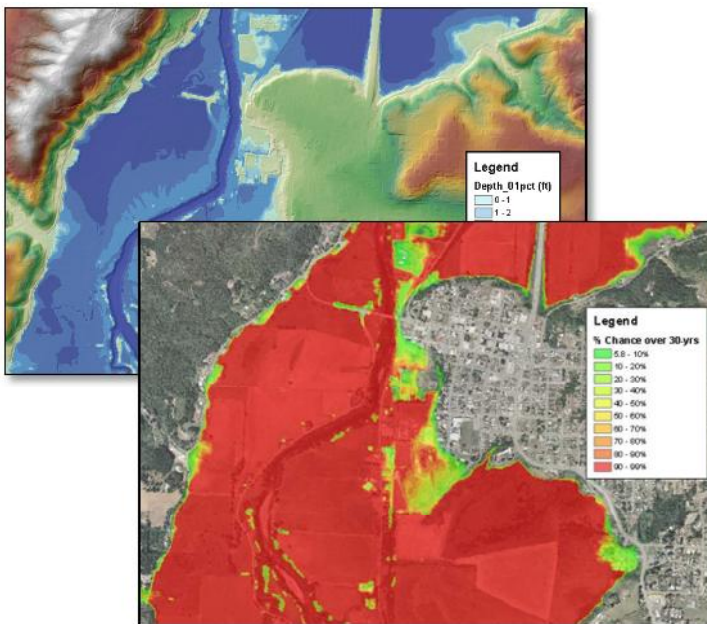 Legend
Depth_01pct (ft)
0 - 1
1 - 2
Legend
% Chance over 30-yrs
5.8 - 10%
10 - 20%
20 - 30%
30 - 40%
40 - 50%
50 - 60%
60 - 70%
70 - 80%
80 - 90%
90 - 99%